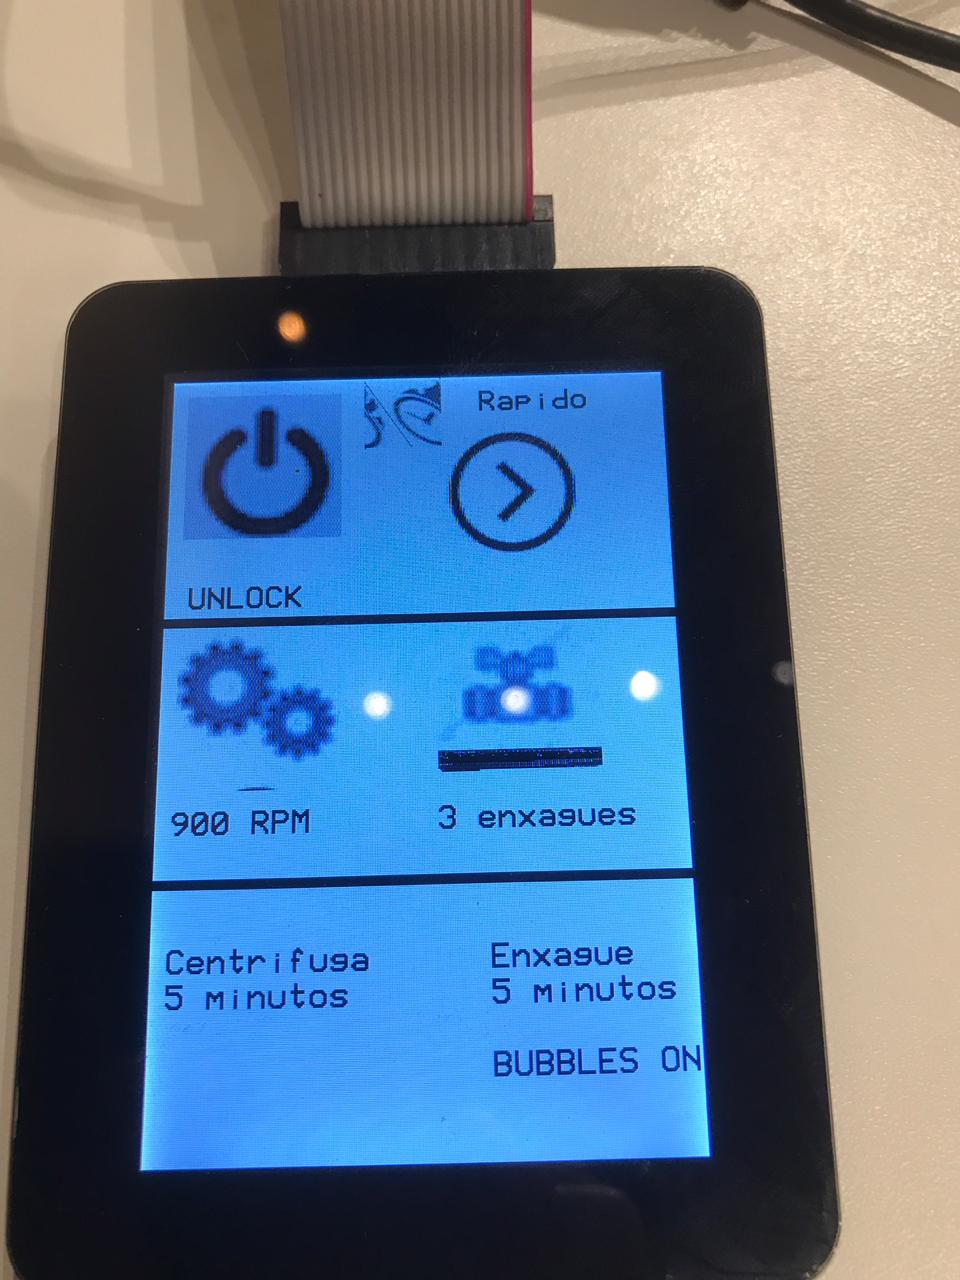 Rapido
UNLOCK
900 RPM
3 enxagues
Centrifuga
5 minutos
Enxague
5 minutos
BUBBLES ON